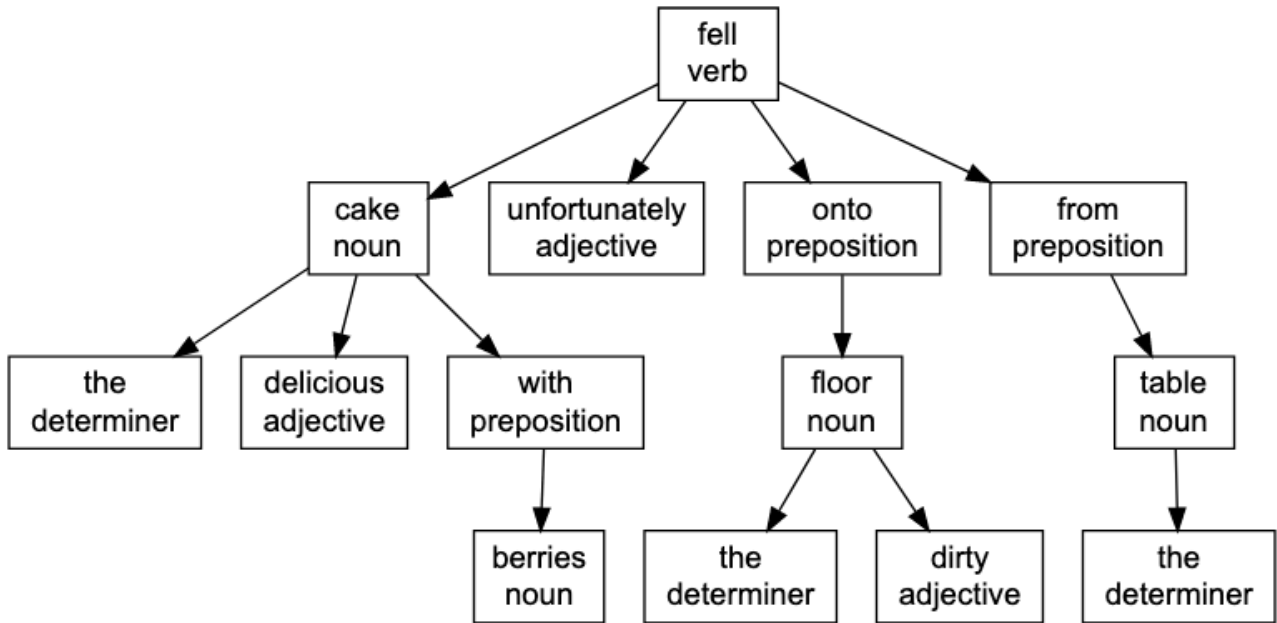 fell
verb
cake
noun
unfortunately
adjective
onto
preposition
from
preposition
the
determiner
delicious
adjective
with
preposition
floor
noun
table
noun
berries
noun
the
determiner
dirty
adjective
the
determiner